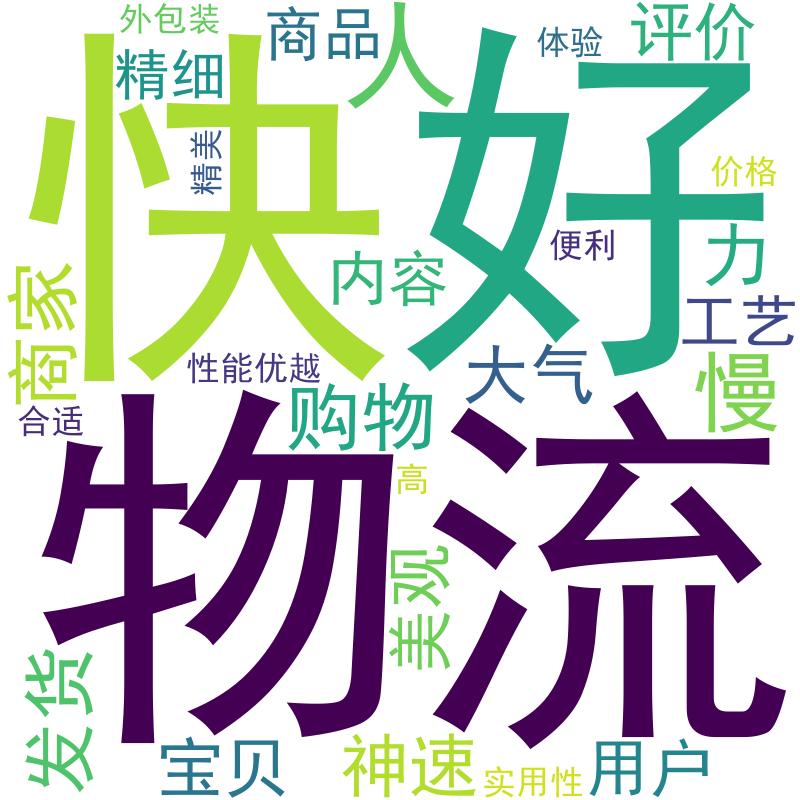 外包装
商品
人
体验
评价
精细
快
好
精美
价格
便利
力
内容
商家
工艺
性能优越
大气
慢
购物
合适
物流
高
美观
发货
宝贝
神速
实用性
用户